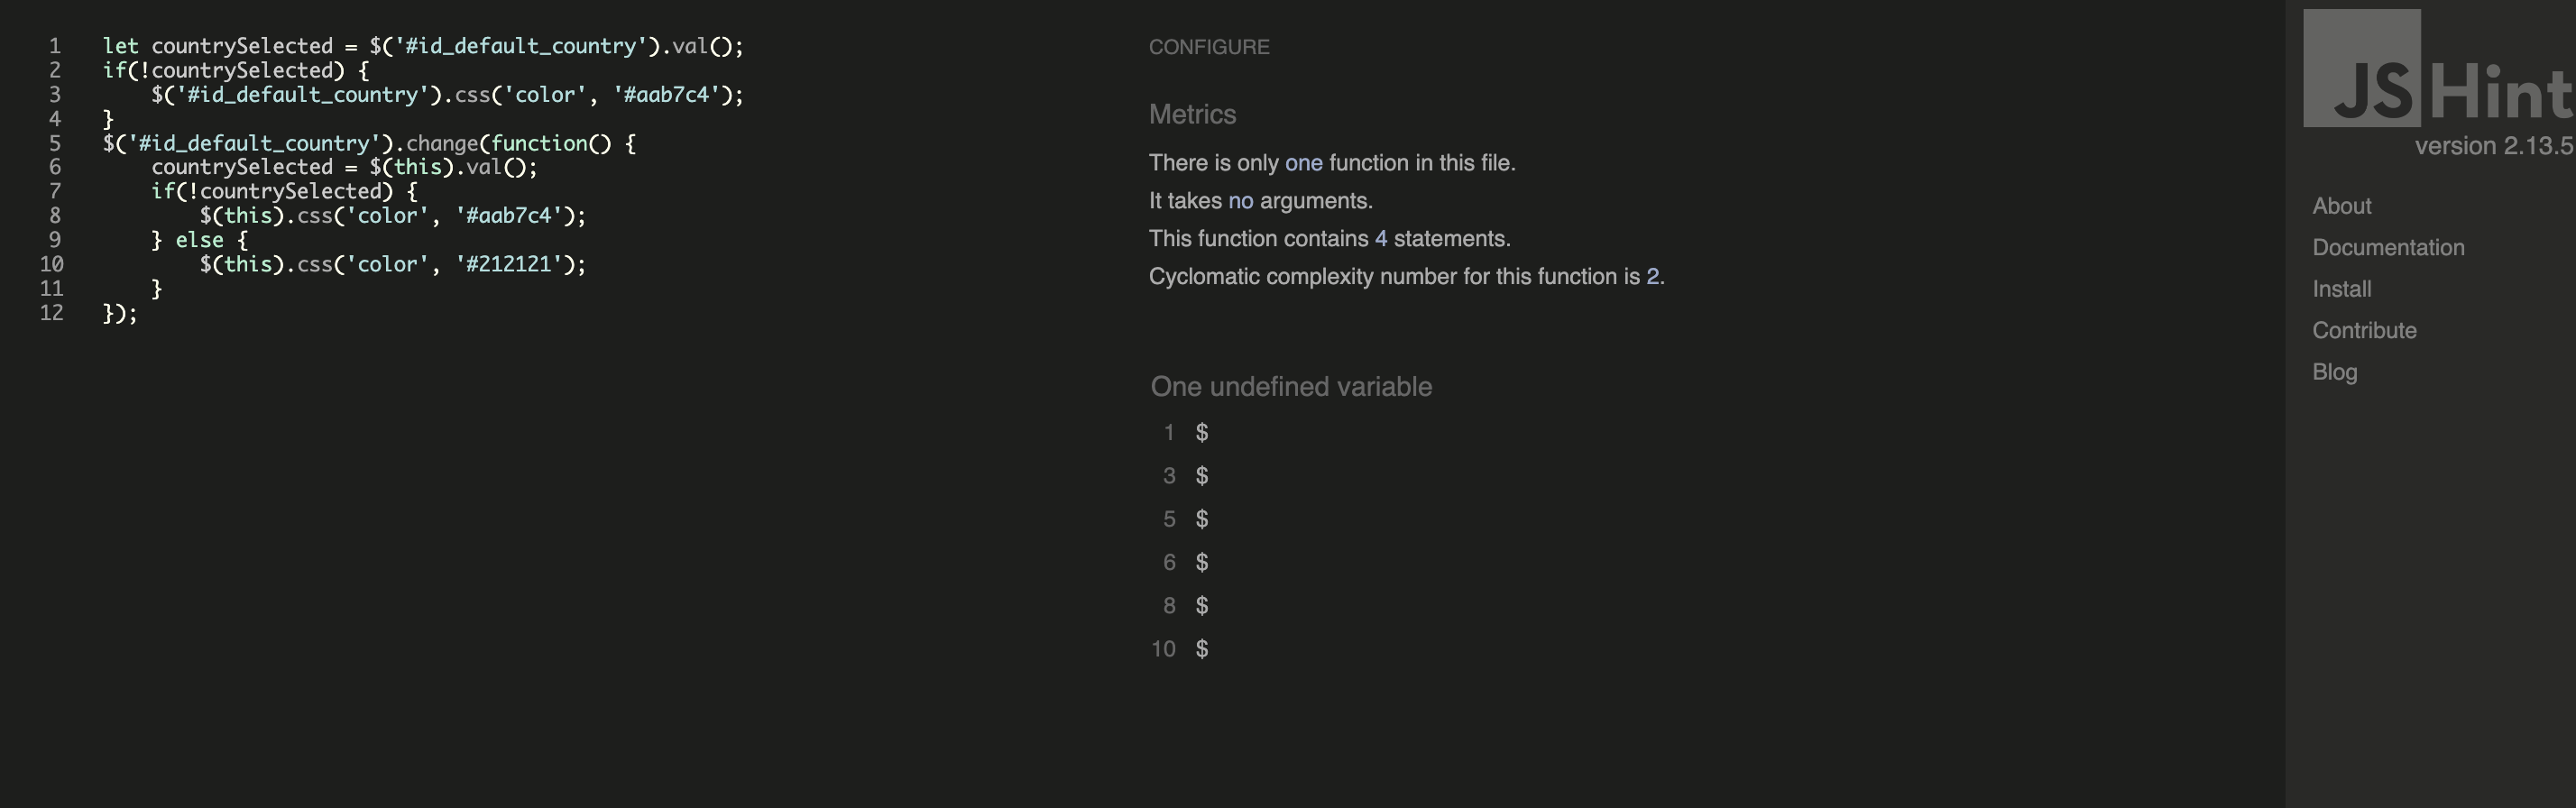 1 let countrySelected = $('#id_default_country').val();
2 if(!countrySelected) {
3 $('#id_default_country').css('color', '#aab7c4');
4 }
5 $('#id_default_country').change(function() {
6 countrySelected = $(this).val();
7 if(!countrySelected) {
8 $(this).css('color', '#aab7c4');
9 } else {
10 $(this).css('color', '#212121');
11 }
12 });
CONFIGURE
Metrics
There is only one function in this file.
It takes no arguments.
This function contains 4 statements.
Cyclomatic complexity number for this function is 2.
One undefined variable
1 $
3 $
5 $
6 $
8 $
10 $
JSHint
version 2.13.5
About
Documentation
Install
Contribute
Blog